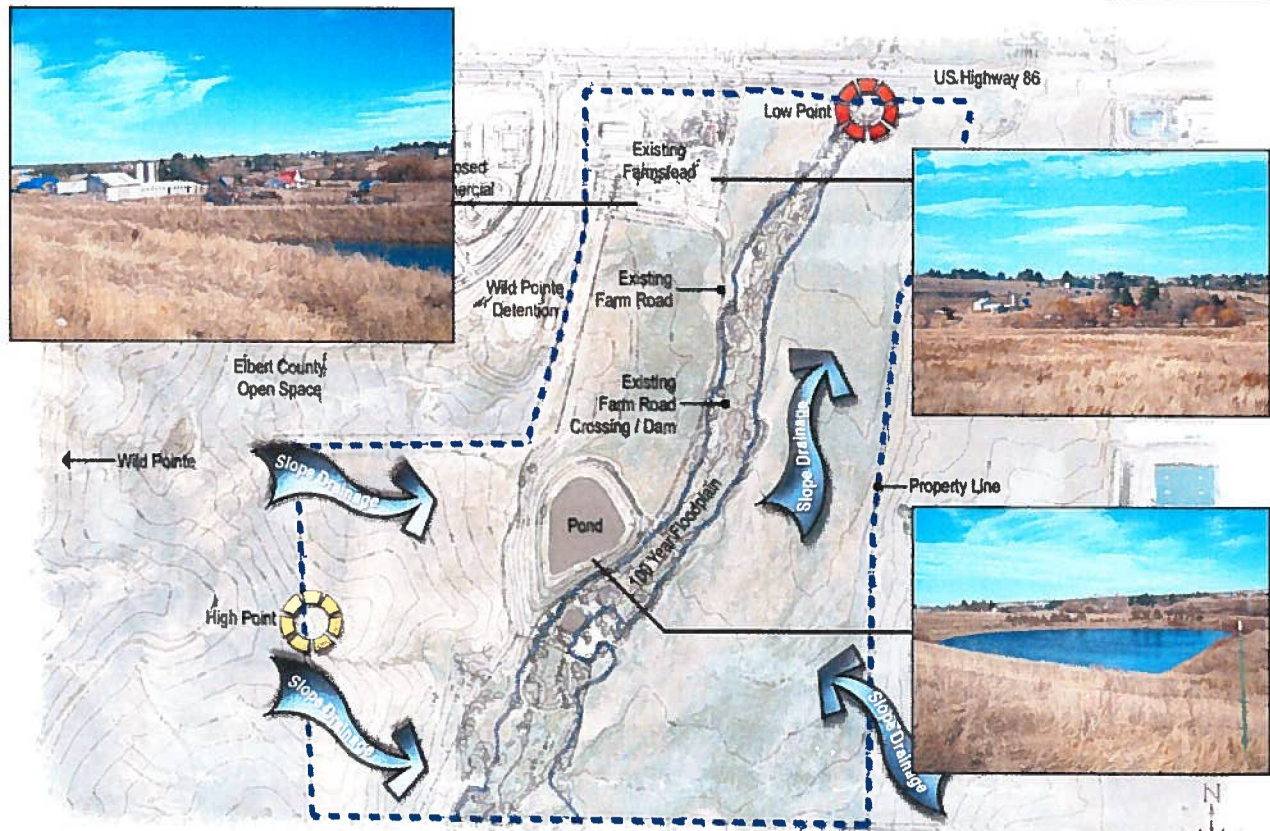 US Highway 86
Low Point
Existing
Farmstead
osed
ercial
Existing
Farm Road
Wild Pointe
Detention
Elbert County
Open Space
Existing
Farm Road
Crossing / Dam
Wild Pointe
Slope Drainage
Slope Drainage
Property Line
Pond
100 Year Floodplain
High Point
Slope Drainage
Slope Drainage
N